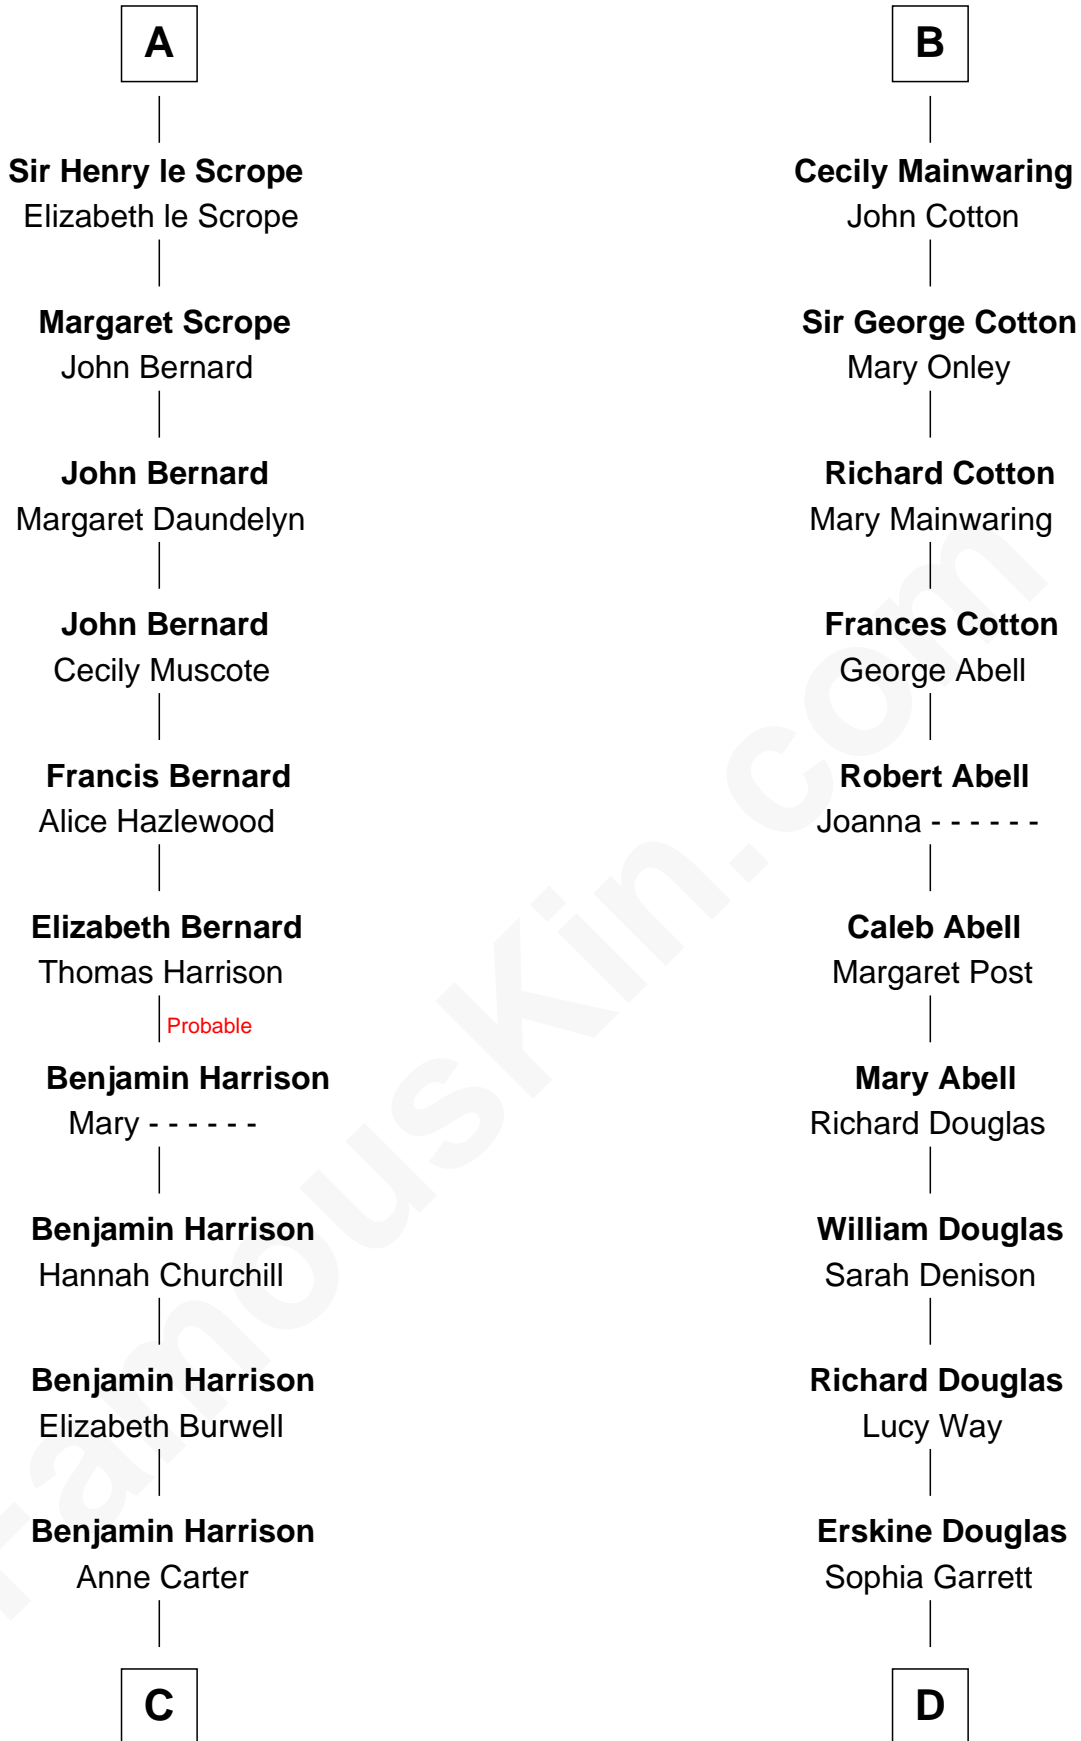 A
Sir Henry le Scrope
Elizabeth le Scrope
Margaret Scrope
John Bernard
John Bernard
Margaret Daundelyn
John Bernard
Cecily Muscote
Francis Bernard
Alice Hazlewood
Elizabeth Bernard
Thomas Harrison
Probable
Benjamin Harrison
Mary - - - - - -
Benjamin Harrison
Hannah Churchill
Benjamin Harrison
Elizabeth Burwell
Benjamin Harrison
Anne Carter
C
B
Cecily Mainwaring
John Cotton
Sir George Cotton
Mary Onley
Richard Cotton
Mary Mainwaring
Frances Cotton
George Abell
Robert Abell
Joanna - - - - - -
Caleb Abell
Margaret Post
Mary Abell
Richard Douglas
William Douglas
Sarah Denison
Richard Douglas
Lucy Way
Erskine Douglas
Sophia Garrett
D
FamousKin.com